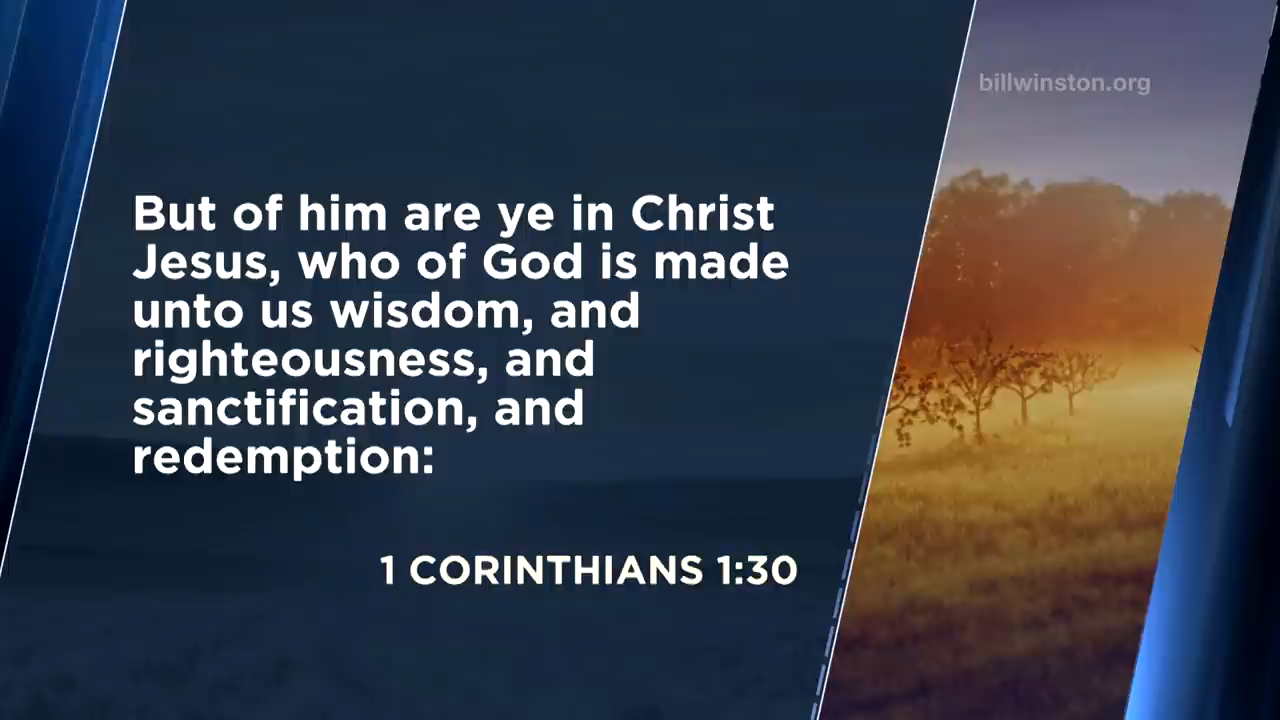 billwinston.org
But of him are ye in Christ
Jesus, who of God is made
unto us wisdom, and
righteousness, and
sanctification, and
redemption:
1 CORINTHIANS 1:30